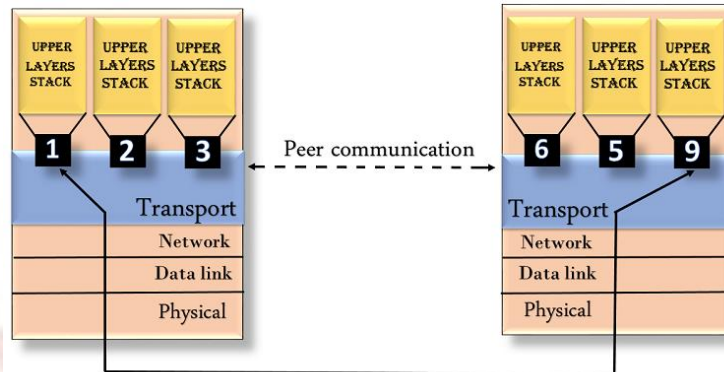 UPPER
LAYERS
STACK
UPPER
LAYERS
STACK
UPPER
LAYERS
STACK
1
2
3
Transport
Network
Data link
Physical
Peer communication
UPPER
LAYERS
STACK
UPPER
LAYERS
STACK
UPPER
LAYERS
STACK
6
5
9
Transport
Network
Data link
Physical